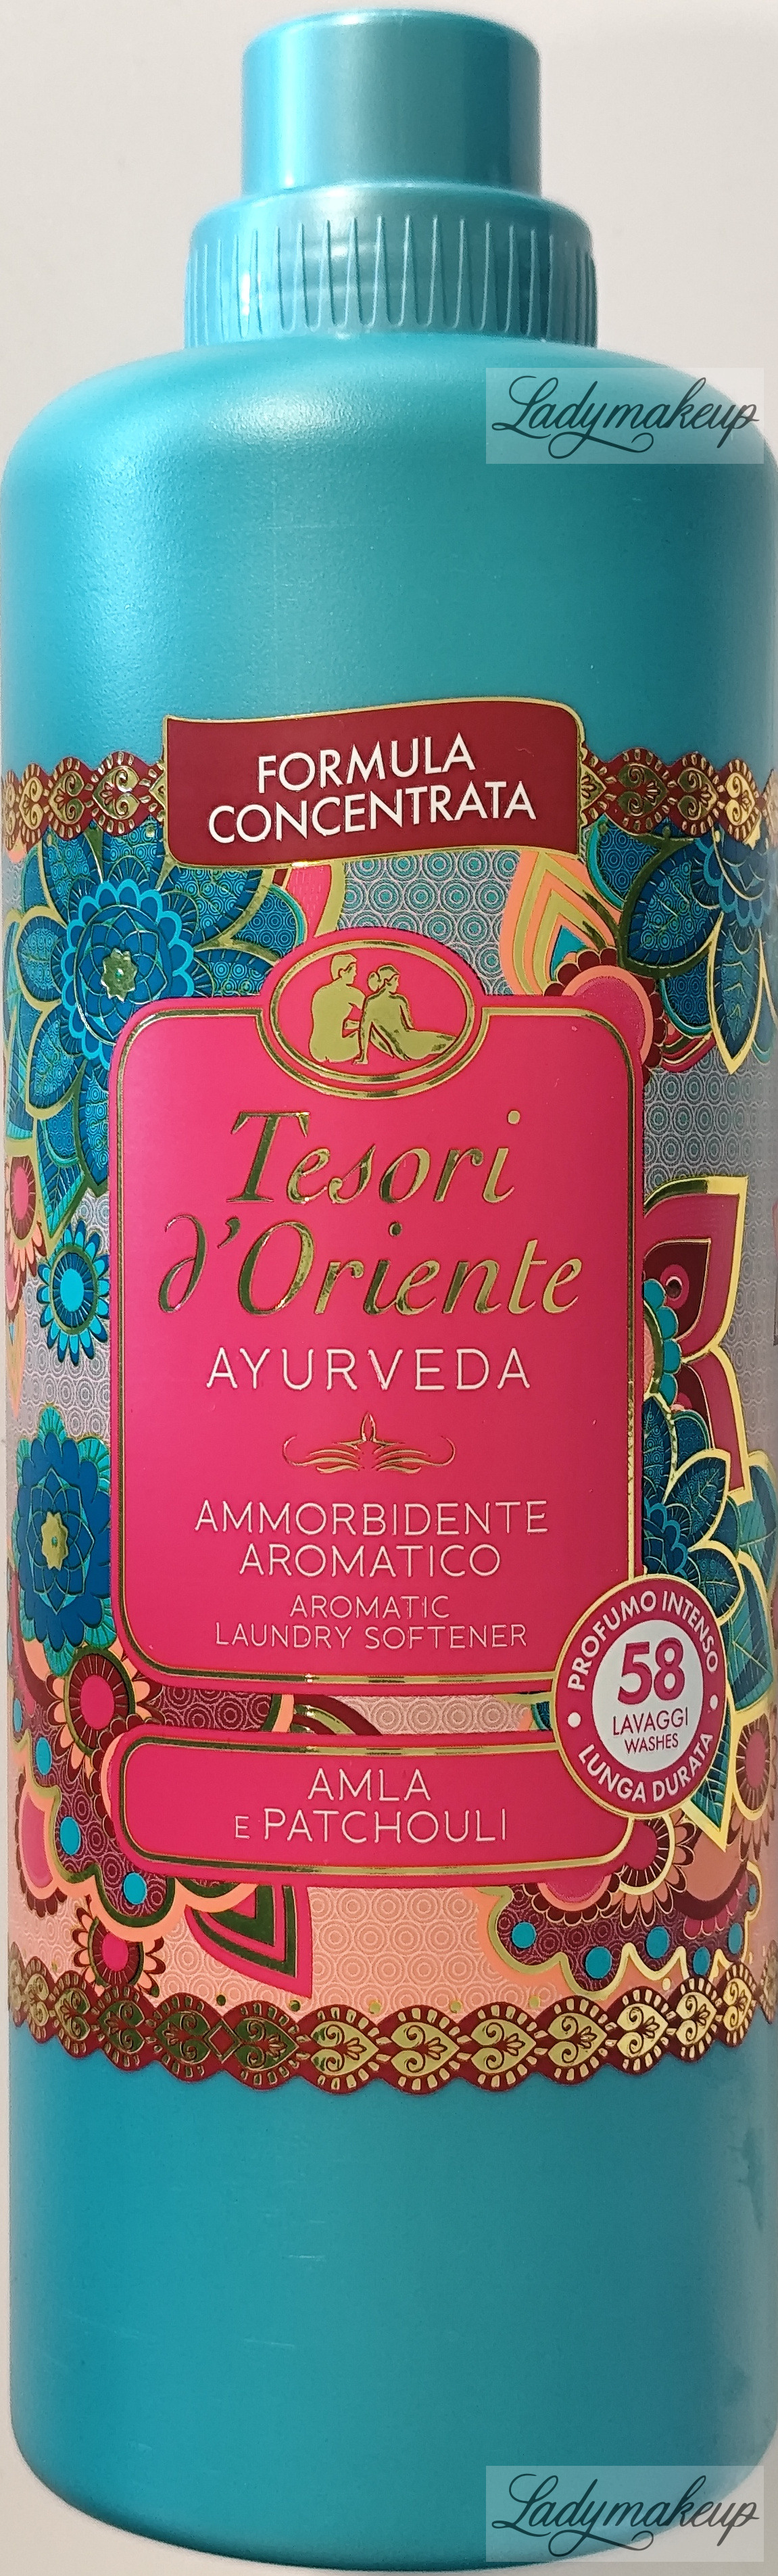 Ladymakeup
FORMULA
CONCENTRATA
Tesori
d'Oriente
AYURVEDA
AMMORBIDENTE
AROMATICO
AROMATIC
LAUNDRY SOFTENER
PROFUMO INTENSO
58
LAVAGGI
WASHES
LUNGA DURATA
AMLA
E PATCHOULI
Ladymakeup